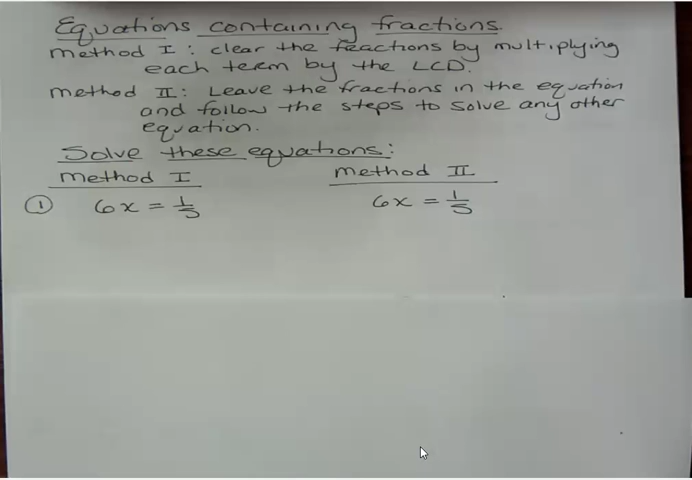 Equations containing fractions
method I: clear the fractions by multiplying
each term by the LCD.
method II: Leave the fractions in the equation
and follow the steps to solve any other
equation.
Solve these equations:
method I method II
① 6x = 1/5 6x = 1/5